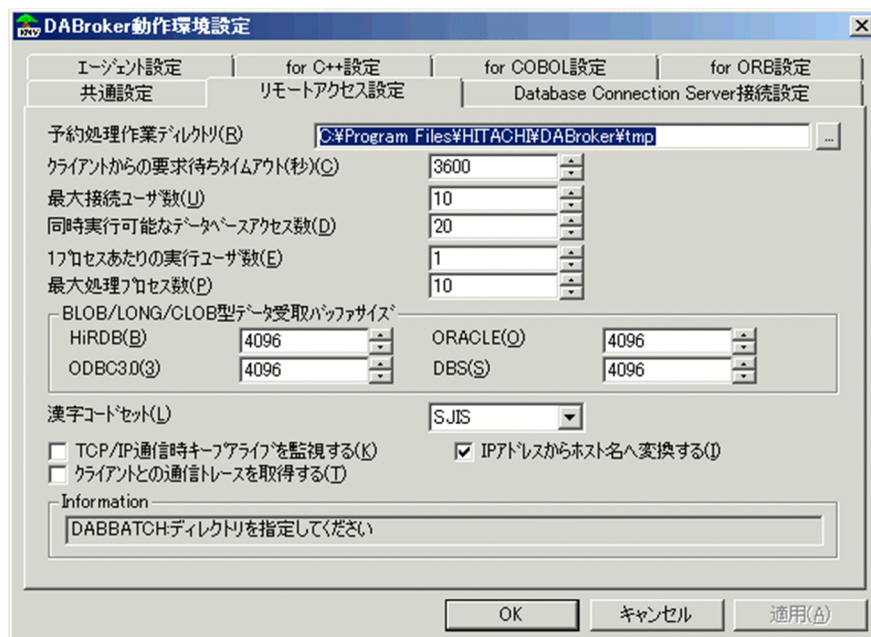 DABroker動作環境設定
エージェント設定 for C++設定 for COBOL設定 for ORB設定
共通設定 リモートアクセス設定 Database Connection Server接続設定
予約処理作業ディレクトリ(R) C:¥Program Files¥HITACHI¥DABroker¥tmp ...
クライアントからの要求待ちタイムアウト(秒)(C) 3600
最大接続ユーザ数(U) 10
同時実行可能なデータベースアクセス数(D) 20
1プロセスあたりの実行ユーザ数(E) 1
最大処理プロセス数(P) 10
BLOB/LONG/CLOB型データ受取バッファサイズ
HiRDB(B) 4096 ORACLE(O) 4096
ODBC3.0(3) 4096 DBS(S) 4096
漢字コードセット(L) SJIS
TCP/IP通信時キープアライブを監視する(K) IPアドレスからホスト名へ変換する(I)
クライアントとの通信トレースを取得する(T)
Information
DABBATCH:ディレクトリを指定してください
OK キャンセル 適用(A)